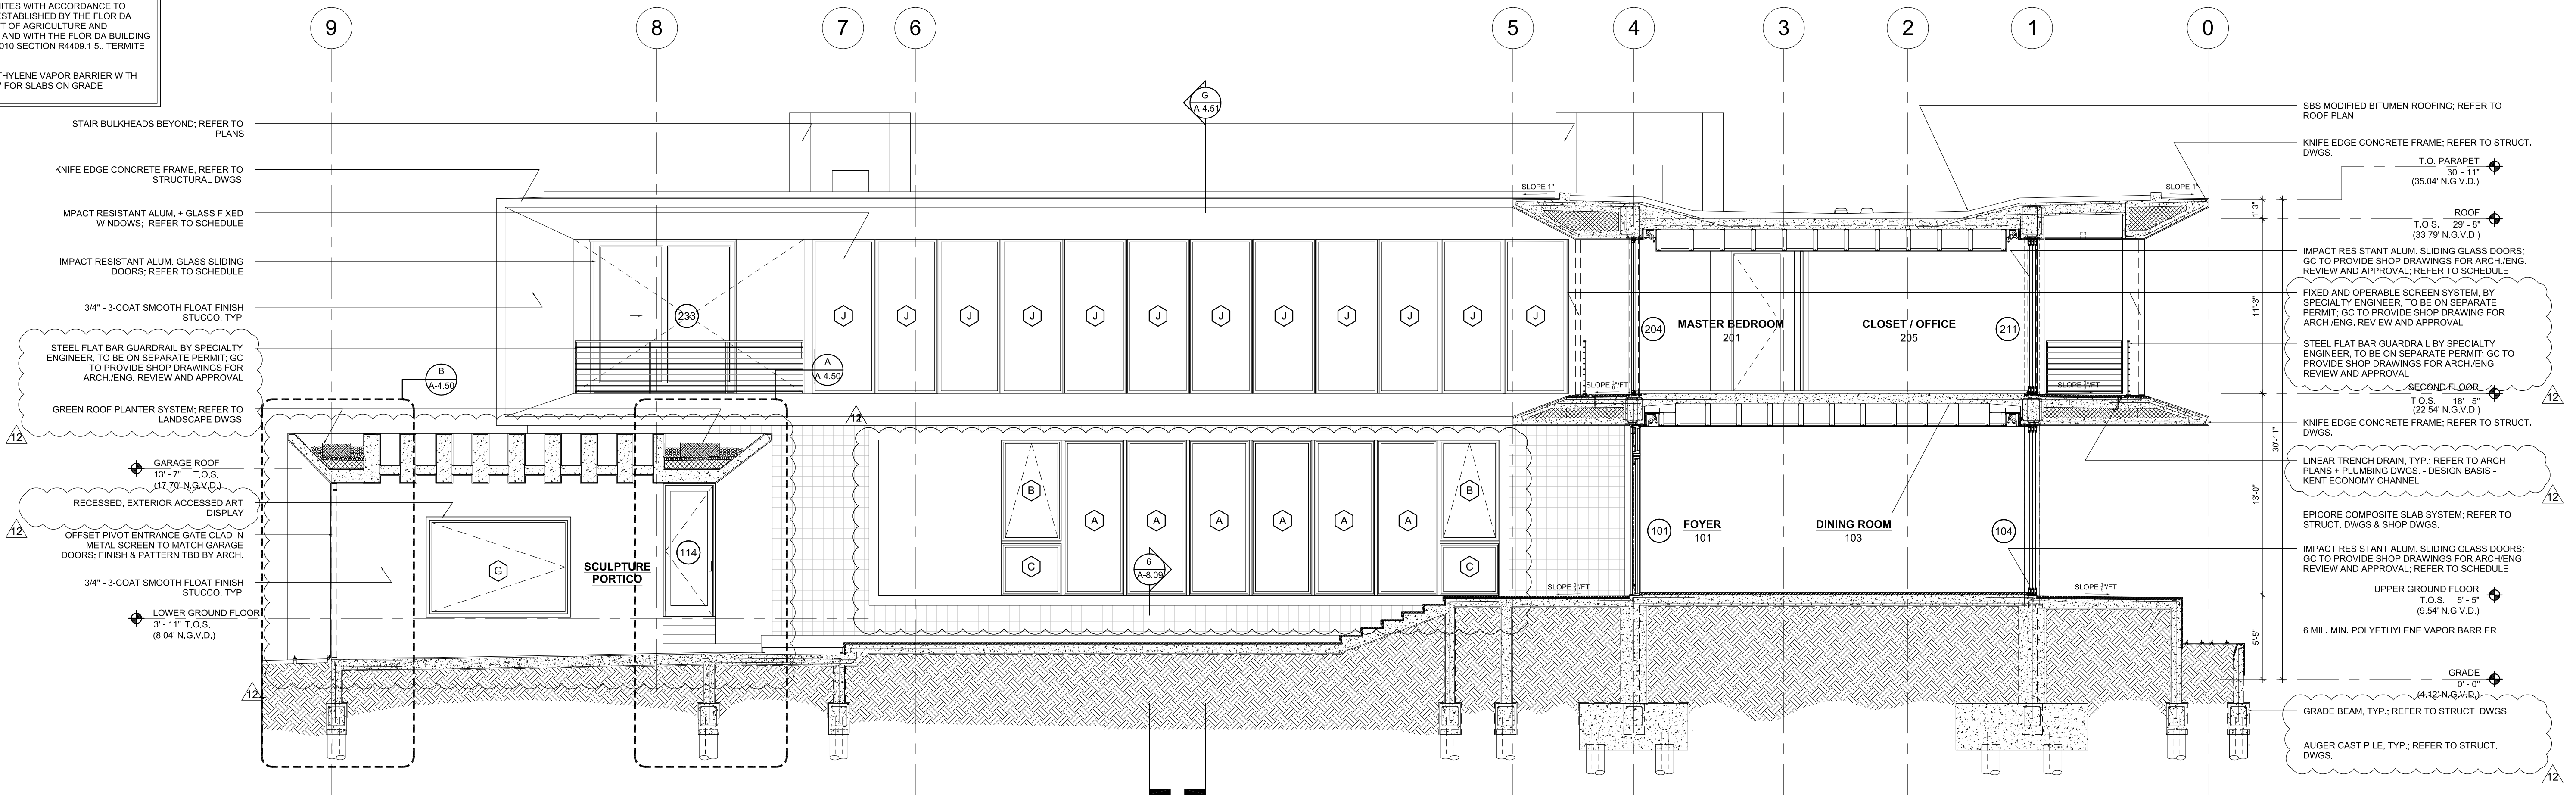 MITES WITH ACCORDANCE TO
ESTABLISHED BY THE FLORIDA
T OF AGRICULTURE AND
AND WITH THE FLORIDA BUILDING
010 SECTION R4409.1.5., TERMITE
THYLENE VAPOR BARRIER WITH
FOR SLABS ON GRADE
9
8
7
6
5
4
3
2
1
0
STAIR BULKHEADS BEYOND; REFER TO
PLANS
KNIFE EDGE CONCRETE FRAME, REFER TO
STRUCTURAL DWGS.
IMPACT RESISTANT ALUM. + GLASS FIXED
WINDOWS; REFER TO SCHEDULE
IMPACT RESISTANT ALUM. GLASS SLIDING
DOORS; REFER TO SCHEDULE
3/4" - 3-COAT SMOOTH FLOAT FINISH
STUCCO, TYP.
STEEL FLAT BAR GUARDRAIL BY SPECIALTY
ENGINEER, TO BE ON SEPARATE PERMIT; GC
TO PROVIDE SHOP DRAWINGS FOR
ARCH./ENG. REVIEW AND APPROVAL
GREEN ROOF PLANTER SYSTEM; REFER TO
LANDSCAPE DWGS.
12
GARAGE ROOF
13' - 7" T.O.S.
(17.70' N.G.V.D.)
RECESSED, EXTERIOR ACCESSED ART
DISPLAY
12
OFFSET PIVOT ENTRANCE GATE CLAD IN
METAL SCREEN TO MATCH GARAGE
DOORS; FINISH & PATTERN TBD BY ARCH.
3/4" - 3-COAT SMOOTH FLOAT FINISH
STUCCO, TYP.
LOWER GROUND FLOOR
3' - 11" T.O.S.
(8.04' N.G.V.D.)
12
B
A-4.50
A
A-4.50
G
A-4.51
12
233
J
J
J
J
J
J
J
J
J
J
J
J
SLOPE 1"
SLOPE 1"
204
MASTER BEDROOM
201
CLOSET / OFFICE
205
211
SLOPE ⅛"/FT.
SLOPE ⅛"/FT.
G
SCULPTURE
PORTICO
114
B
C
A
A
A
A
A
A
B
C
6
A-8.09
101
FOYER
101
DINING ROOM
103
104
SLOPE ⅛"/FT.
SLOPE ⅛"/FT.
1'-3"
11'-3"
30'-11"
13'-0"
5'-5"
SBS MODIFIED BITUMEN ROOFING; REFER TO
ROOF PLAN
KNIFE EDGE CONCRETE FRAME; REFER TO STRUCT.
DWGS.
T.O. PARAPET
30' - 11"
(35.04' N.G.V.D.)
ROOF
T.O.S. 29' - 8"
(33.79' N.G.V.D.)
IMPACT RESISTANT ALUM. SLIDING GLASS DOORS;
GC TO PROVIDE SHOP DRAWINGS FOR ARCH./ENG.
REVIEW AND APPROVAL; REFER TO SCHEDULE
FIXED AND OPERABLE SCREEN SYSTEM, BY
SPECIALTY ENGINEER, TO BE ON SEPARATE
PERMIT; GC TO PROVIDE SHOP DRAWING FOR
ARCH./ENG. REVIEW AND APPROVAL
STEEL FLAT BAR GUARDRAIL BY SPECIALTY
ENGINEER, TO BE ON SEPARATE PERMIT; GC TO
PROVIDE SHOP DRAWINGS FOR ARCH./ENG.
REVIEW AND APPROVAL
SECOND FLOOR
T.O.S. 18' - 5"
(22.54' N.G.V.D.)
12
KNIFE EDGE CONCRETE FRAME; REFER TO STRUCT.
DWGS.
LINEAR TRENCH DRAIN, TYP.; REFER TO ARCH
PLANS + PLUMBING DWGS. - DESIGN BASIS -
KENT ECONOMY CHANNEL
12
EPICORE COMPOSITE SLAB SYSTEM; REFER TO
STRUCT. DWGS & SHOP DWGS.
IMPACT RESISTANT ALUM. SLIDING GLASS DOORS;
GC TO PROVIDE SHOP DRAWINGS FOR ARCH/ENG
REVIEW AND APPROVAL; REFER TO SCHEDULE
UPPER GROUND FLOOR
T.O.S. 5' - 5"
(9.54' N.G.V.D.)
6 MIL. MIN. POLYETHYLENE VAPOR BARRIER
GRADE
0' - 0"
(4.12' N.G.V.D.)
GRADE BEAM, TYP.; REFER TO STRUCT. DWGS.
AUGER CAST PILE, TYP.; REFER TO STRUCT.
DWGS.
12